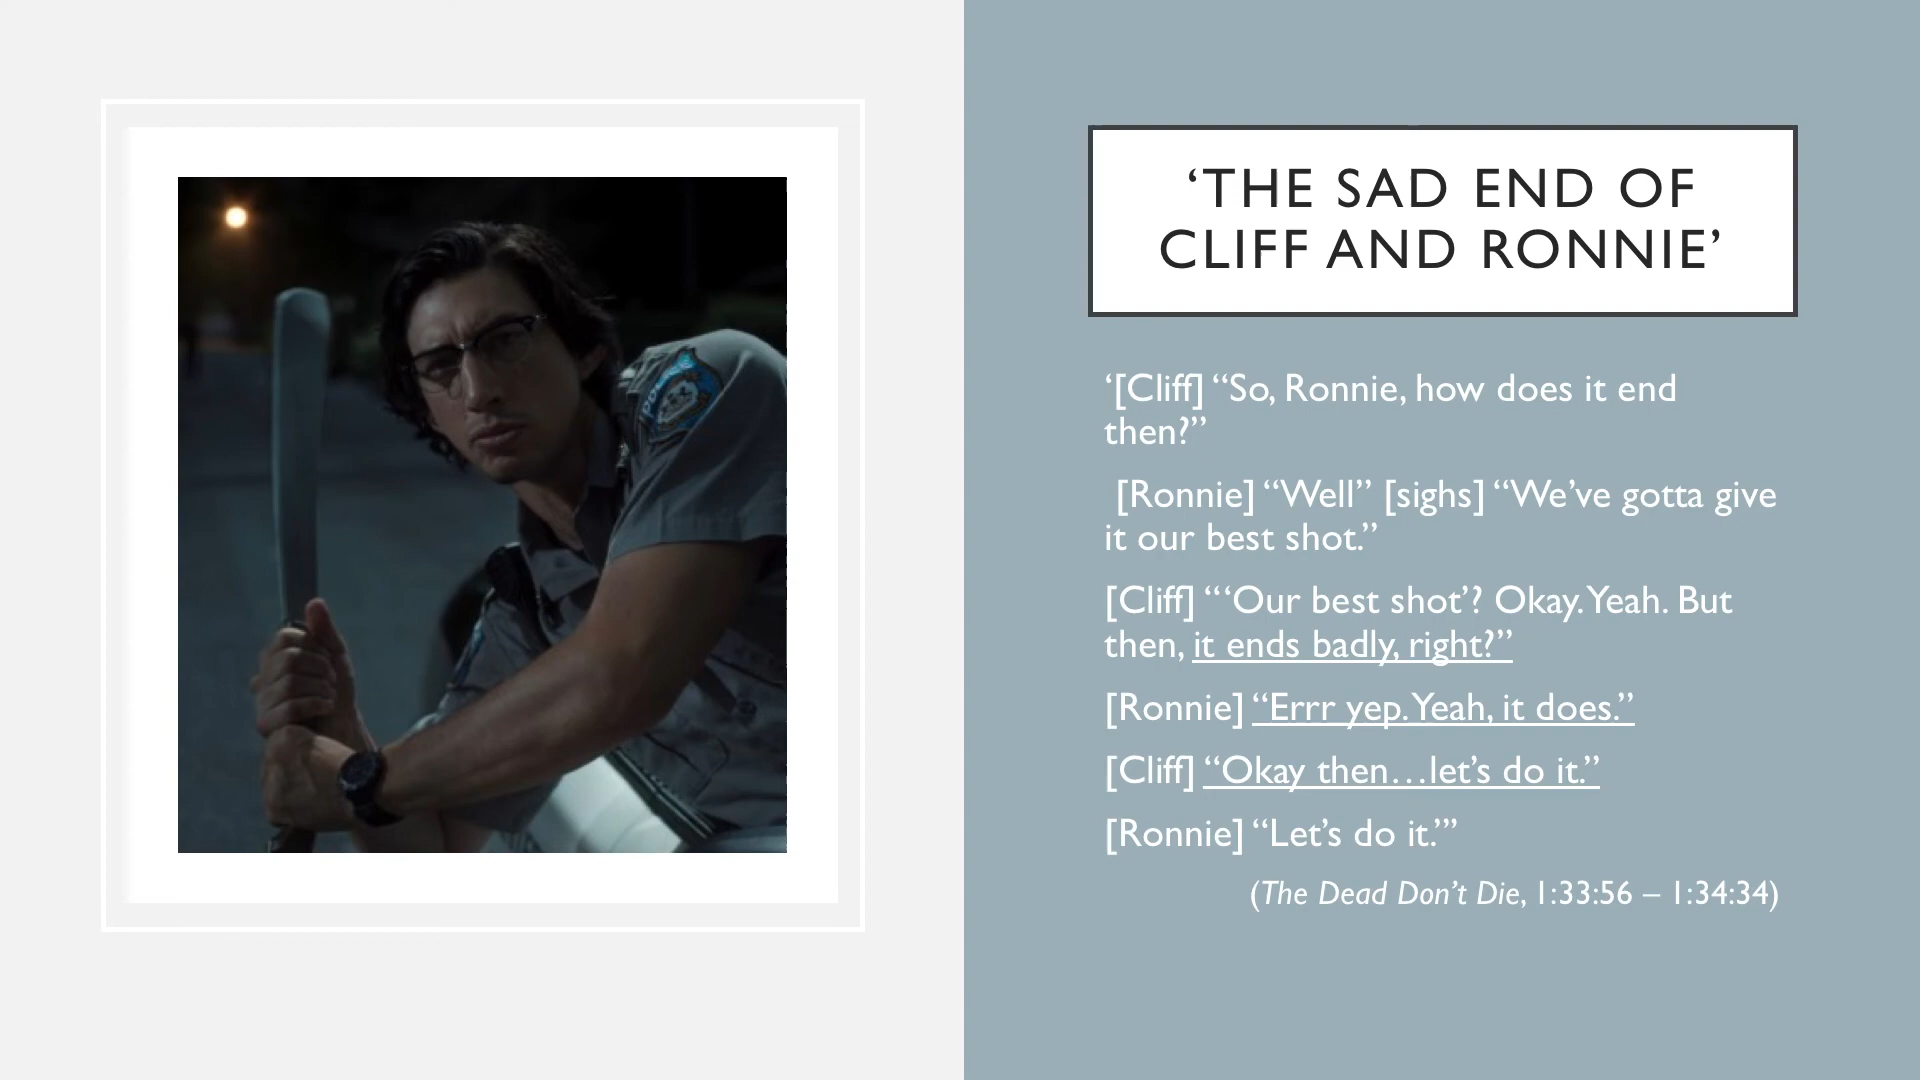 ‘THE SAD END OF
CLIFF AND RONNIE’
‘[Cliff] “So, Ronnie, how does it end
then?”
[Ronnie] “Well” [sighs] “We’ve gotta give
it our best shot.”
[Cliff] “‘Our best shot’? Okay. Yeah. But
then, it ends badly, right?”
[Ronnie] “Errr yep. Yeah, it does.”
[Cliff] “Okay then…let’s do it.”
[Ronnie] “Let’s do it.”’
(The Dead Don’t Die, 1:33:56 – 1:34:34)